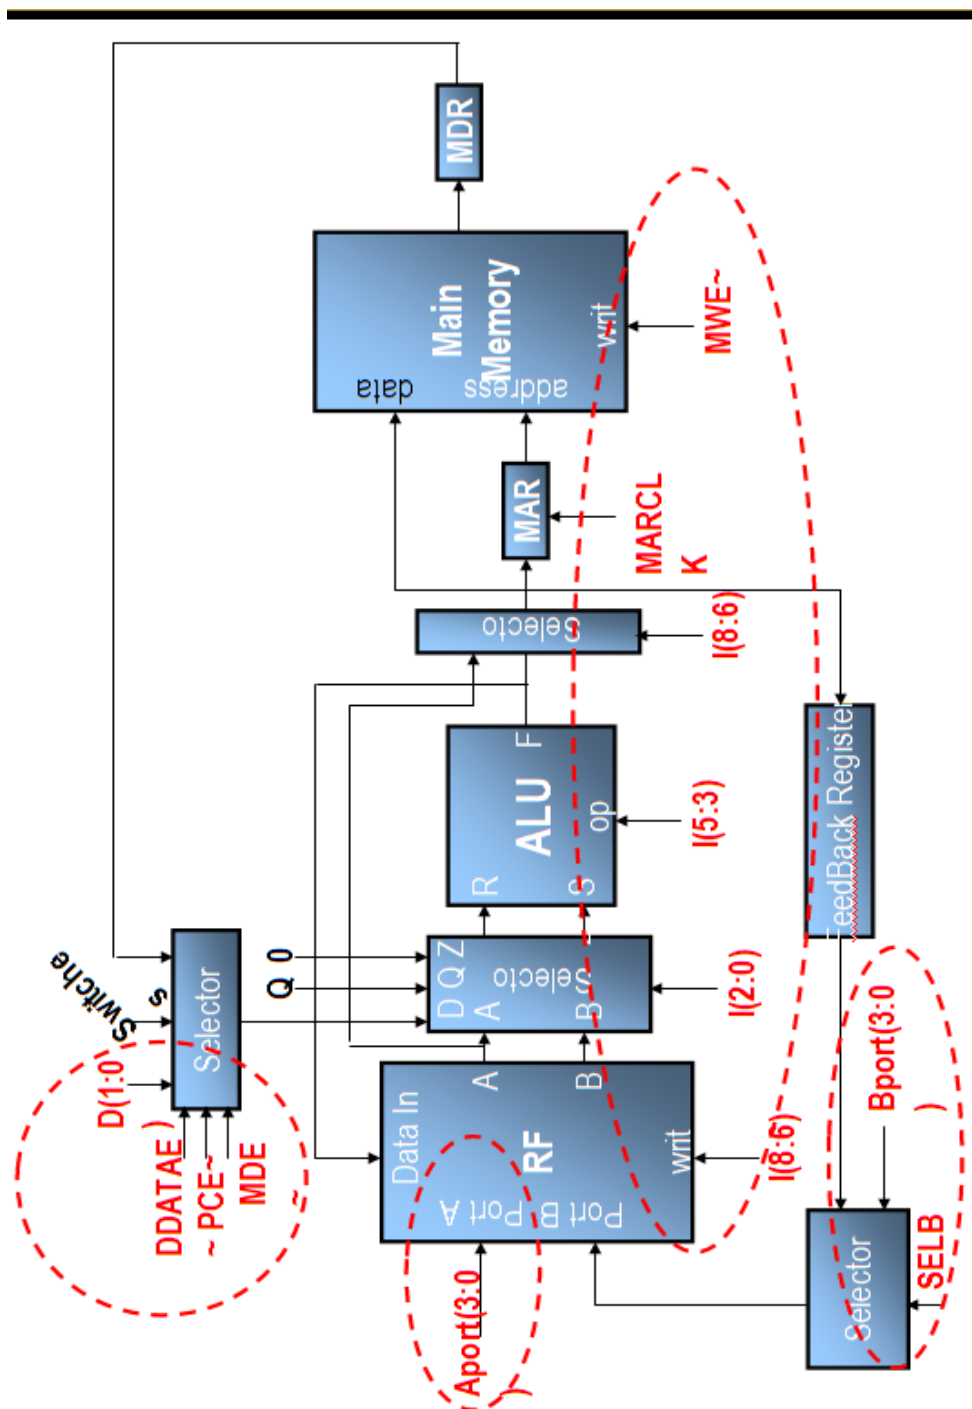 MDR
Main
Memory
data
address
writ
MWE~
MAR
MARCL
K
Selecto
I(8:6)
ALU
F
R
S
op
I(5:3)
FeedBack Register
Switche
s
D(1:0
)
Selector
DDATAE
~ PCE~
MDE
~
Q 0
D Q Z
A
B
Selecto
I(2:0)
Data In
A
B
RF
Port A
Port B
writ
I(8:6)
Aport(3:0
)
Bport(3:0
)
Selector
SELB